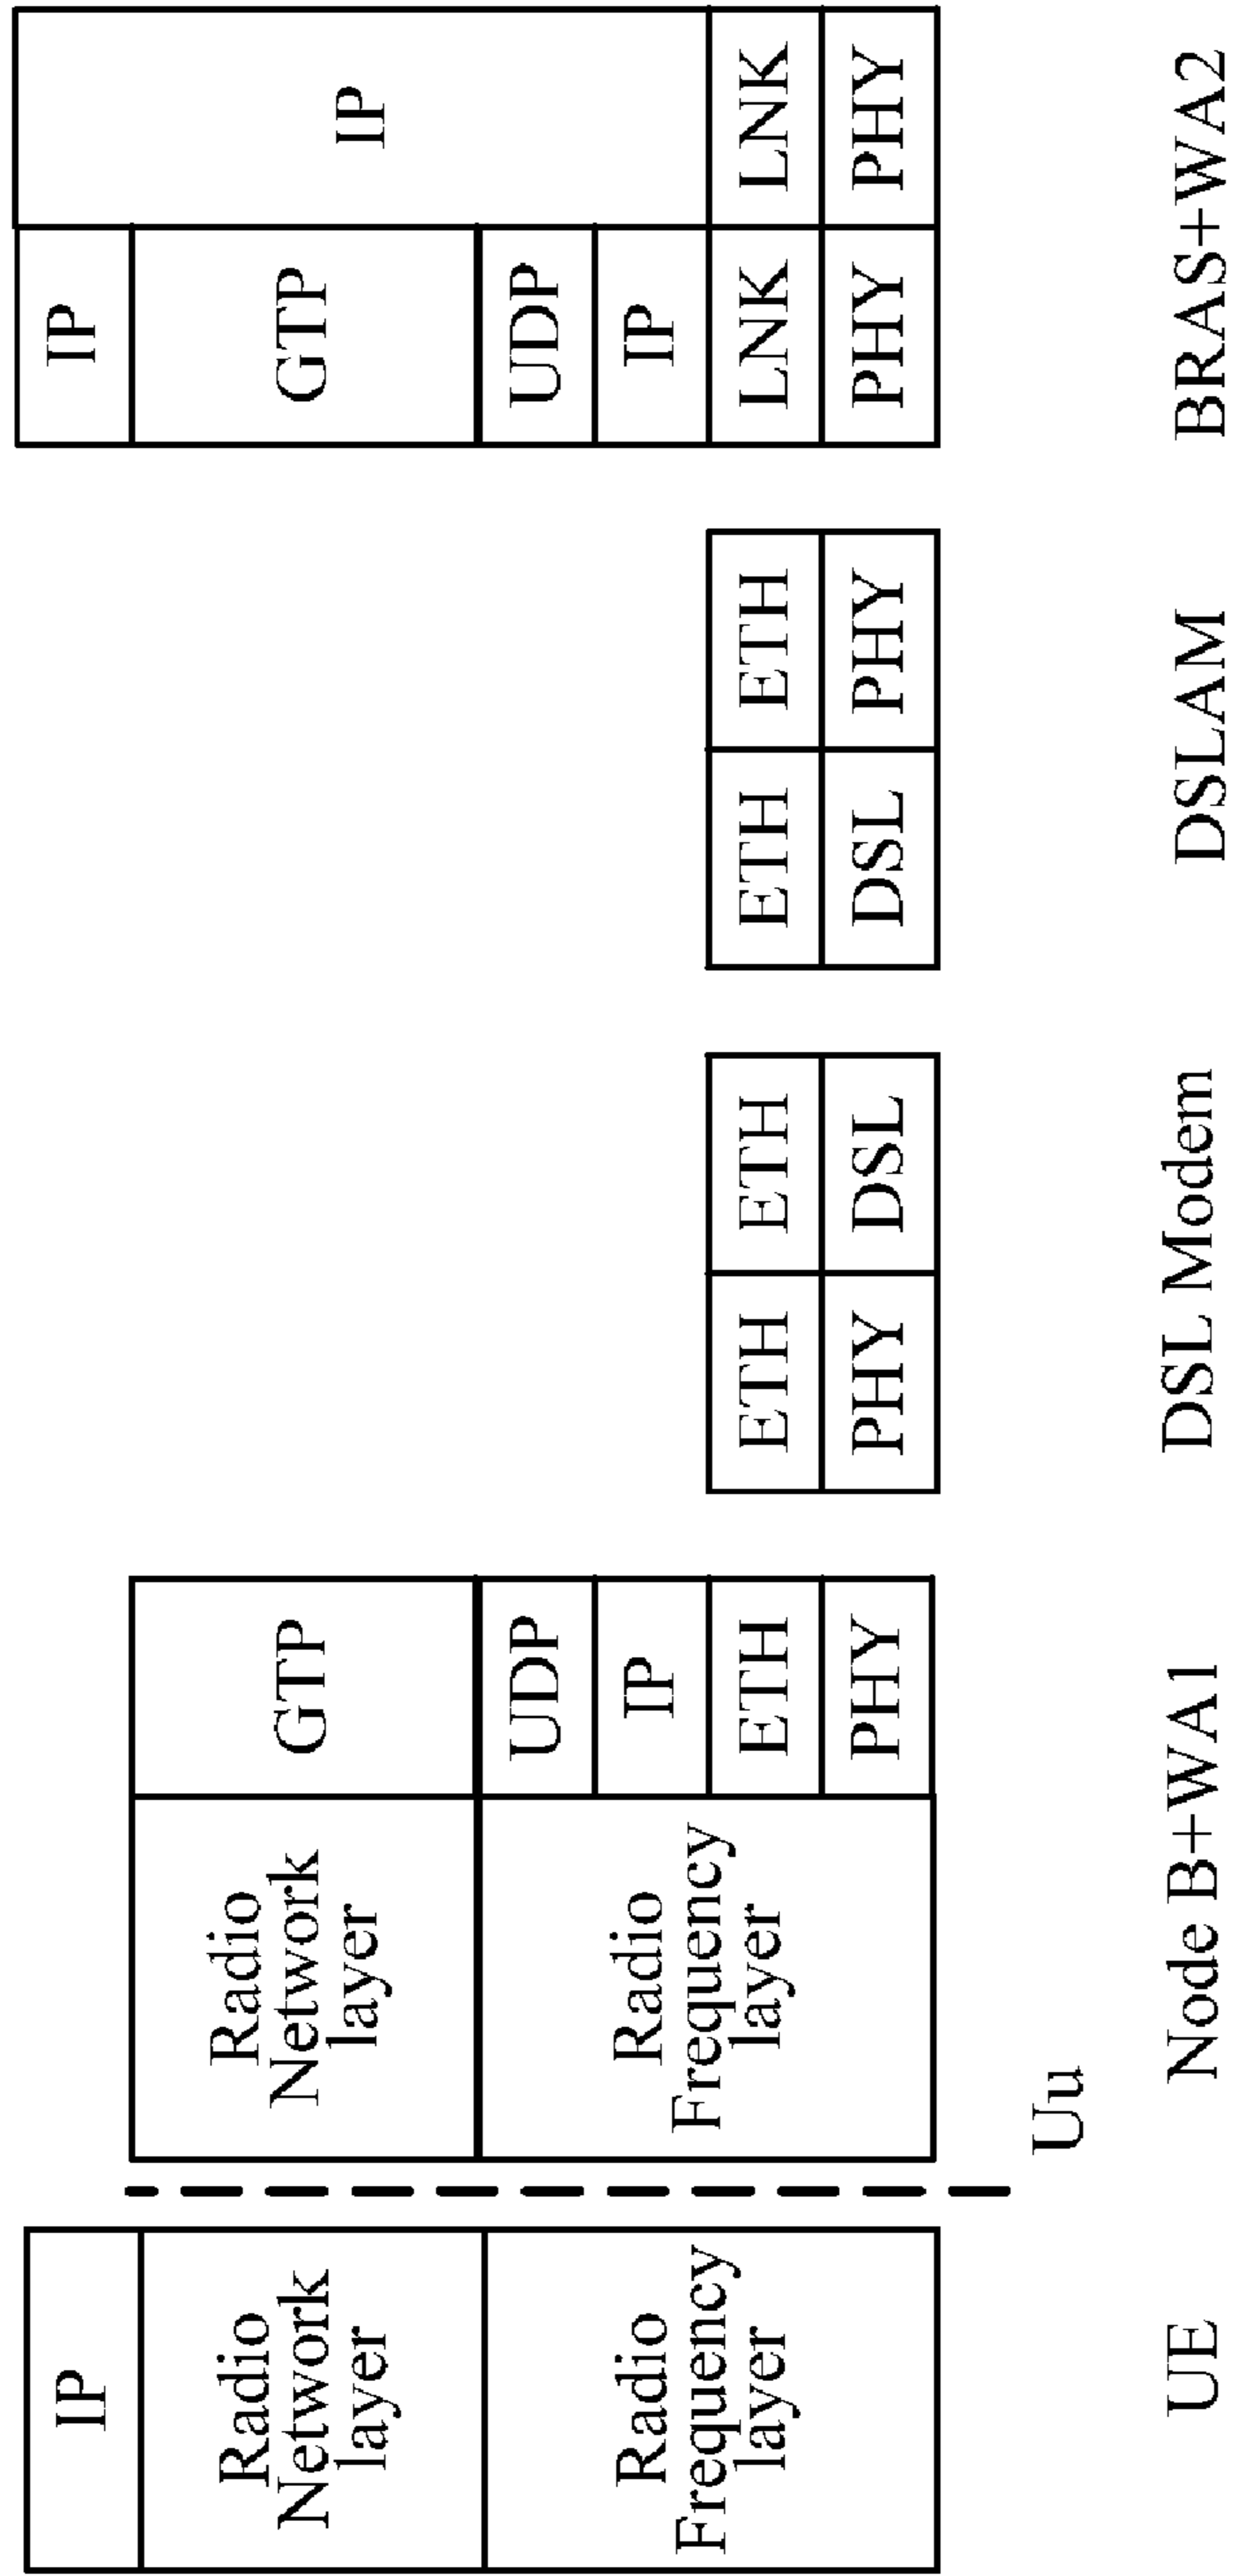 IP
Radio
Network
layer
Radio
Frequency
layer
UE
Uu
Radio
Network
layer
Radio
Frequency
layer
GTP
UDP
IP
ETH
PHY
Node B+WA1
ETH
PHY
ETH
DSL
DSL Modem
ETH
DSL
ETH
PHY
DSLAM
IP
GTP
UDP
IP
LNK
PHY
IP
LNK
PHY
BRAS+WA2